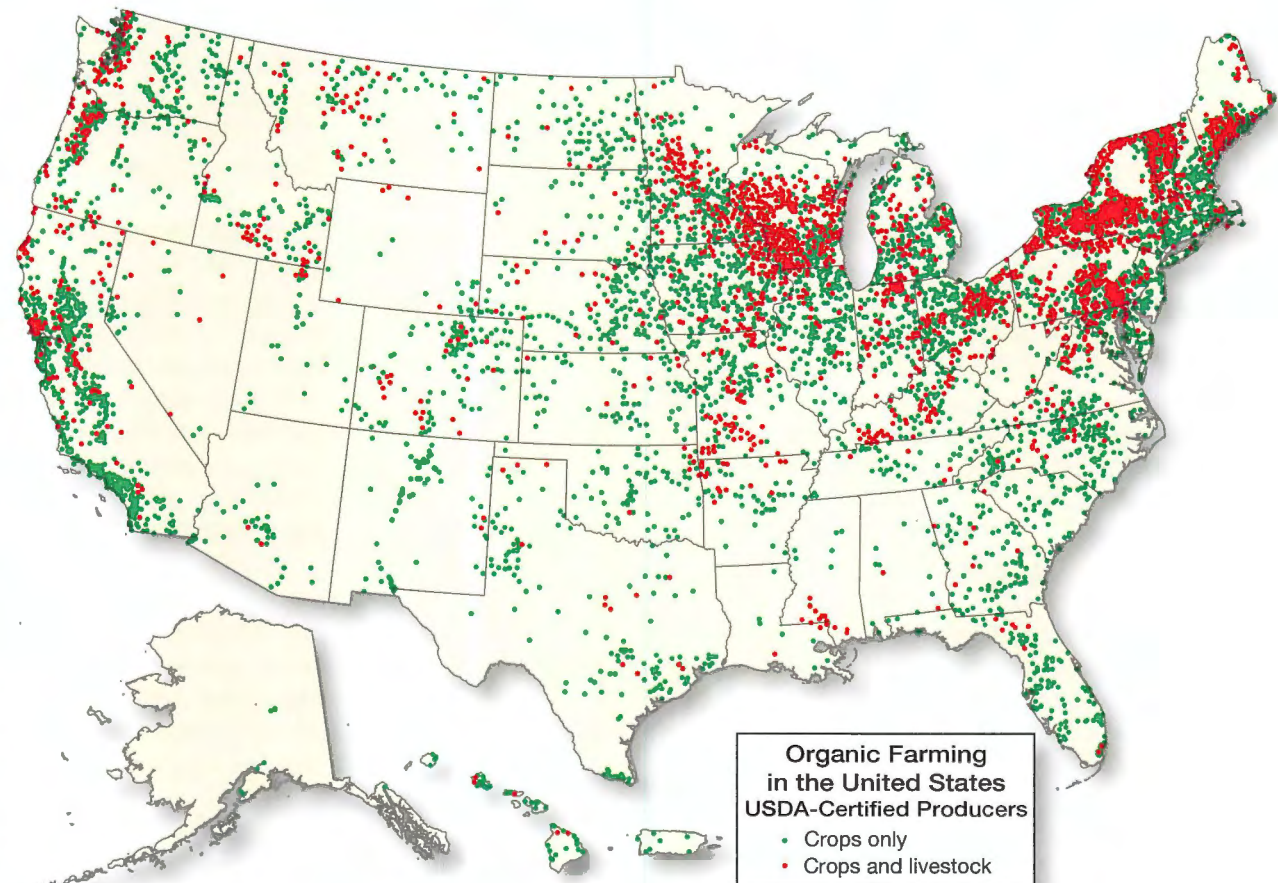 Organic Farming
in the United States
USDA-Certified Producers
Crops only
Crops and livestock